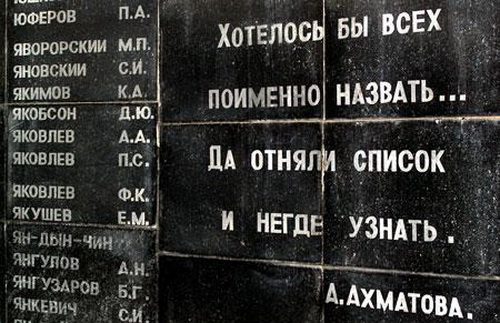 ЮФЕРОВ П.А.
ЯВОРОРСКИЙ М.П.
ЯНОВСКИЙ С.И.
ЯКИМОВ К.А.
ЯКОБСОН Д.Ю.
ЯКОВЛЕВ А.А.
ЯКОВЛЕВ П.С.
ЯКОВЛЕВ Ф.К.
ЯКУШЕВ Е.М.
ЯН-ДЫН-ЧИН
ЯНГУЛОВ А.Н.
ЯНГУЗАРОВ Б.Г.
ЯНКЕВИЧ С.И.
ХОТЕЛОСЬ БЫ ВСЕХ
ПОИМЕННО НАЗВАТЬ...
ДА ОТНЯЛИ СПИСОК
И НЕГДЕ УЗНАТЬ.
А.АХМАТОВА.